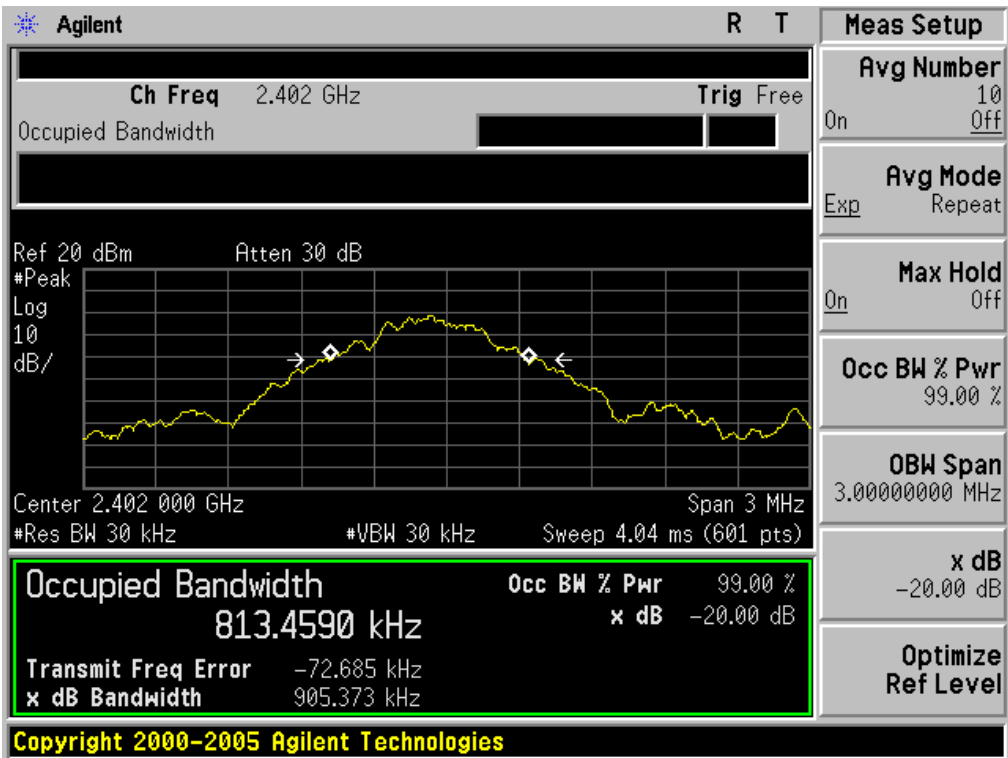 Agilent R T
Ch Freq 2.402 GHz Trig Free
Occupied Bandwidth
Ref 20 dBm Atten 30 dB
#Peak
Log
10
dB/
Center 2.402 000 GHz Span 3 MHz
#Res BW 30 kHz #VBW 30 kHz Sweep 4.04 ms (601 pts)
Occupied Bandwidth Occ BW % Pwr 99.00 %
813.4590 kHz x dB -20.00 dB
Transmit Freq Error -72.685 kHz
x dB Bandwidth 905.373 kHz
Copyright 2000-2005 Agilent Technologies
Meas Setup
Avg Number
10
On Off
Avg Mode
Exp Repeat
Max Hold
On Off
Occ BW % Pwr
99.00 %
OBW Span
3.00000000 MHz
x dB
-20.00 dB
Optimize
Ref Level